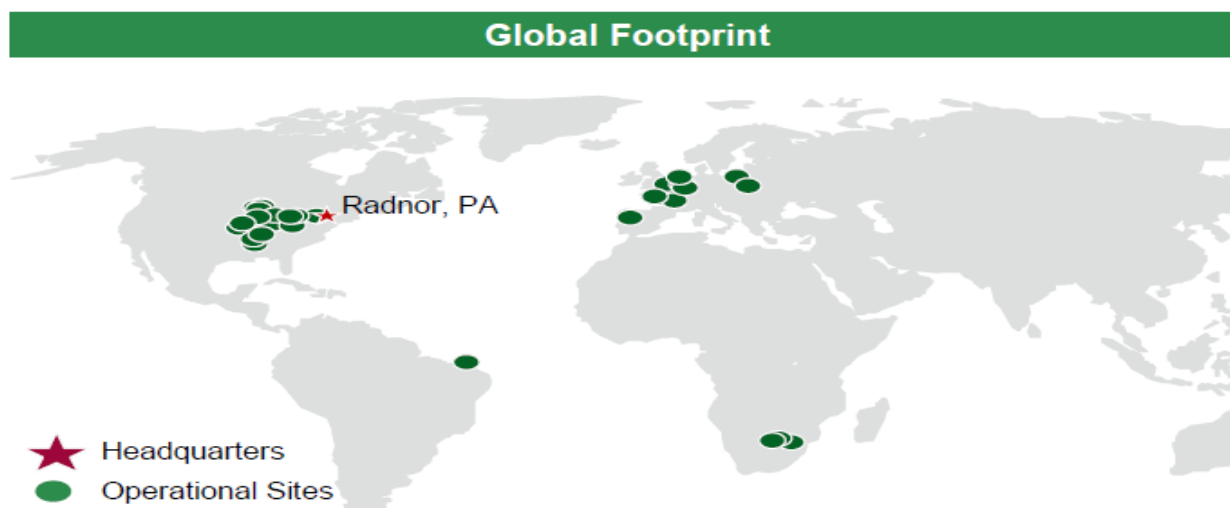 Global Footprint
Radnor, PA
Headquarters
Operational Sites